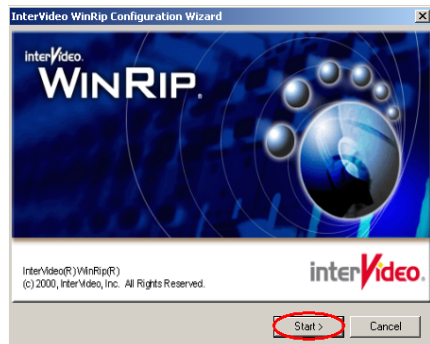 InterVideo WinRip Configuration Wizard
interVideo.
WINRIP.
InterVideo(R) WinRip(R)
(c) 2000, InterVideo, Inc. All Rights Reserved.
interVideo.
Start >
Cancel